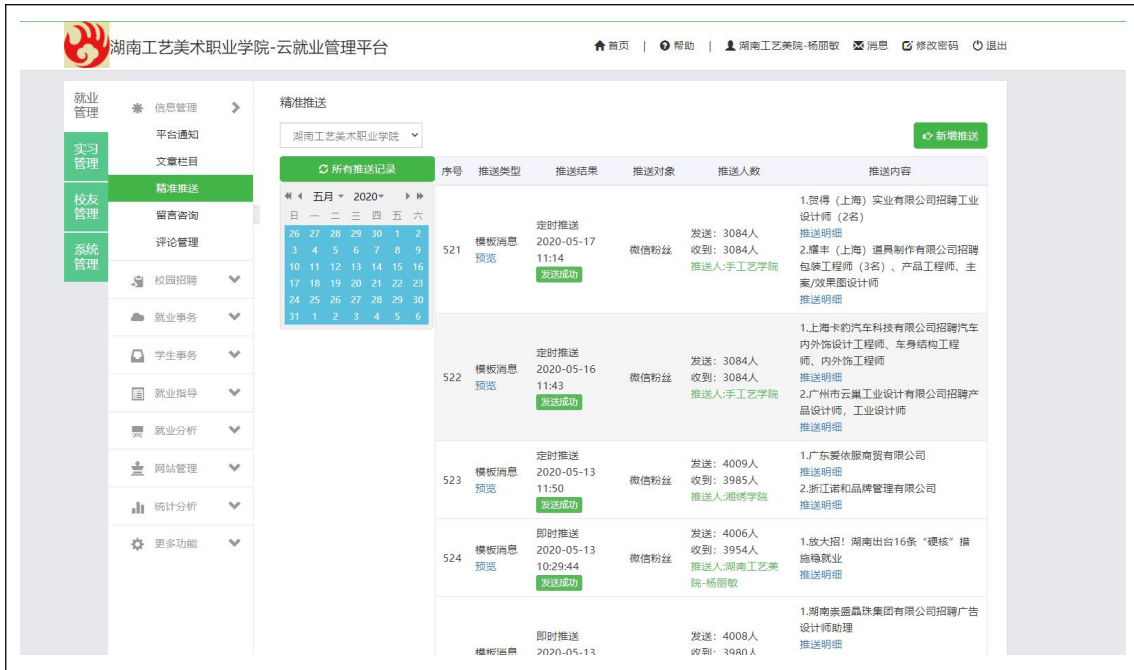 湖南工艺美术职业学院-云就业管理平台
首页 | 帮助 | 湖南工艺美院-杨丽敏 消息 修改密码 退出
就业
管理
实习
管理
校友
管理
系统
管理
信息管理
平台通知
文章栏目
精准推送
留言咨询
评论管理
校园招聘
就业事务
学生事务
就业指导
就业分析
网站管理
统计分析
更多功能
精准推送
湖南工艺美术职业学院
新增推送
所有推送记录
五月 2020
日 一 二 三 四 五 六
26 27 28 29 30 1 2
3 4 5 6 7 8 9
10 11 12 13 14 15 16
17 18 19 20 21 22 23
24 25 26 27 28 29 30
31 1 2 3 4 5 6
序号 推送类型 推送结果 推送对象 推送人数 推送内容
521
模板消息
预览
定时推送
2020-05-17
11:14
发送成功
微信粉丝
发送：3084人
收到：3084人
推送人:手工艺学院
1.贺得（上海）实业有限公司招聘工业
设计师（2名）
推送明细
2.耀丰（上海）道具制作有限公司招聘
包装工程师（3名）、产品工程师、主
案/效果图设计师
推送明细
522
模板消息
预览
定时推送
2020-05-16
11:43
发送成功
微信粉丝
发送：3084人
收到：3084人
推送人:手工艺学院
1.上海卡豹汽车科技有限公司招聘汽车
内外饰设计工程师、车身结构工程
师、内外饰工程师
推送明细
2.广州市云巢工业设计有限公司招聘产
品设计师，工业设计师
推送明细
523
模板消息
预览
定时推送
2020-05-13
11:50
发送成功
微信粉丝
发送：4009人
收到：3985人
推送人:湘绣学院
1.广东爱依服商贸有限公司
推送明细
2.浙江诺和品牌管理有限公司
推送明细
524
模板消息
预览
即时推送
2020-05-13
10:29:44
发送成功
微信粉丝
发送：4006人
收到：3954人
推送人:湖南工艺美
院-杨丽敏
1.放大招！湖南出台16条“硬核”措
施稳就业
推送明细
模板消息
即时推送
2020-05-13
发送：4008人
收到：3980人
1.湖南崇盛晶珠集团有限公司招聘广告
设计师助理
推送明细